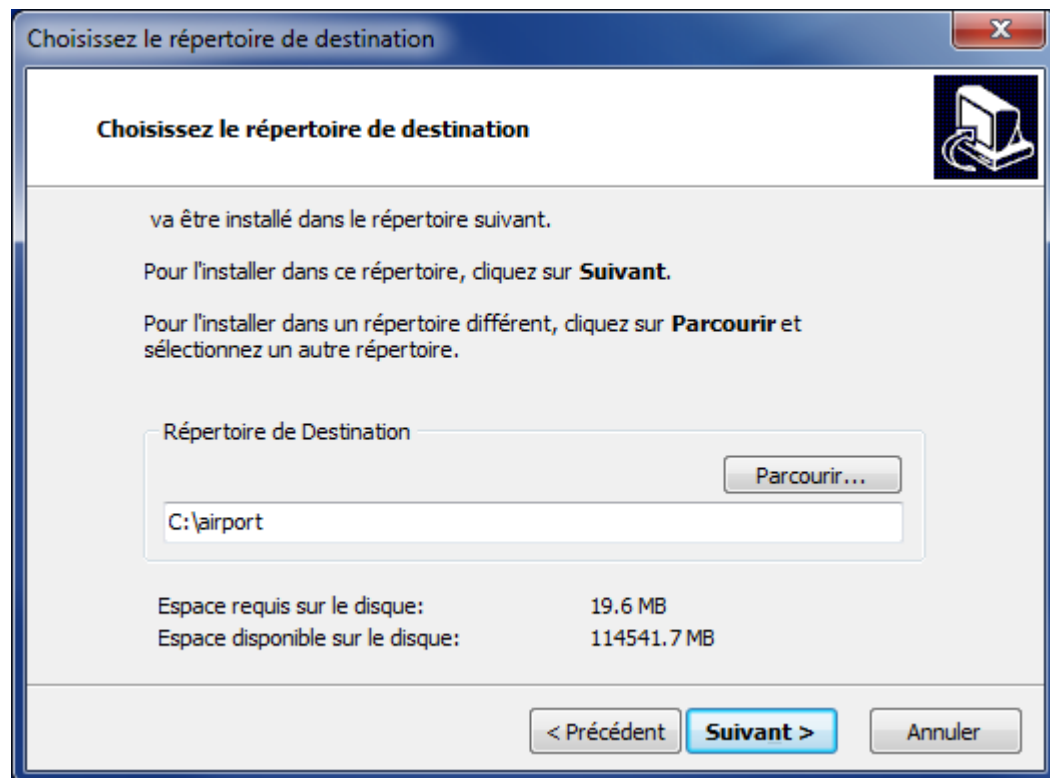 Choisissez le répertoire de destination
Choisissez le répertoire de destination
va être installé dans le répertoire suivant.
Pour l'installer dans ce répertoire, cliquez sur Suivant.
Pour l'installer dans un répertoire différent, cliquez sur Parcourir et
sélectionnez un autre répertoire.
Répertoire de Destination
Parcourir...
C:\airport
Espace requis sur le disque: 19.6 MB
Espace disponible sur le disque: 114541.7 MB
< Précédent Suivant > Annuler